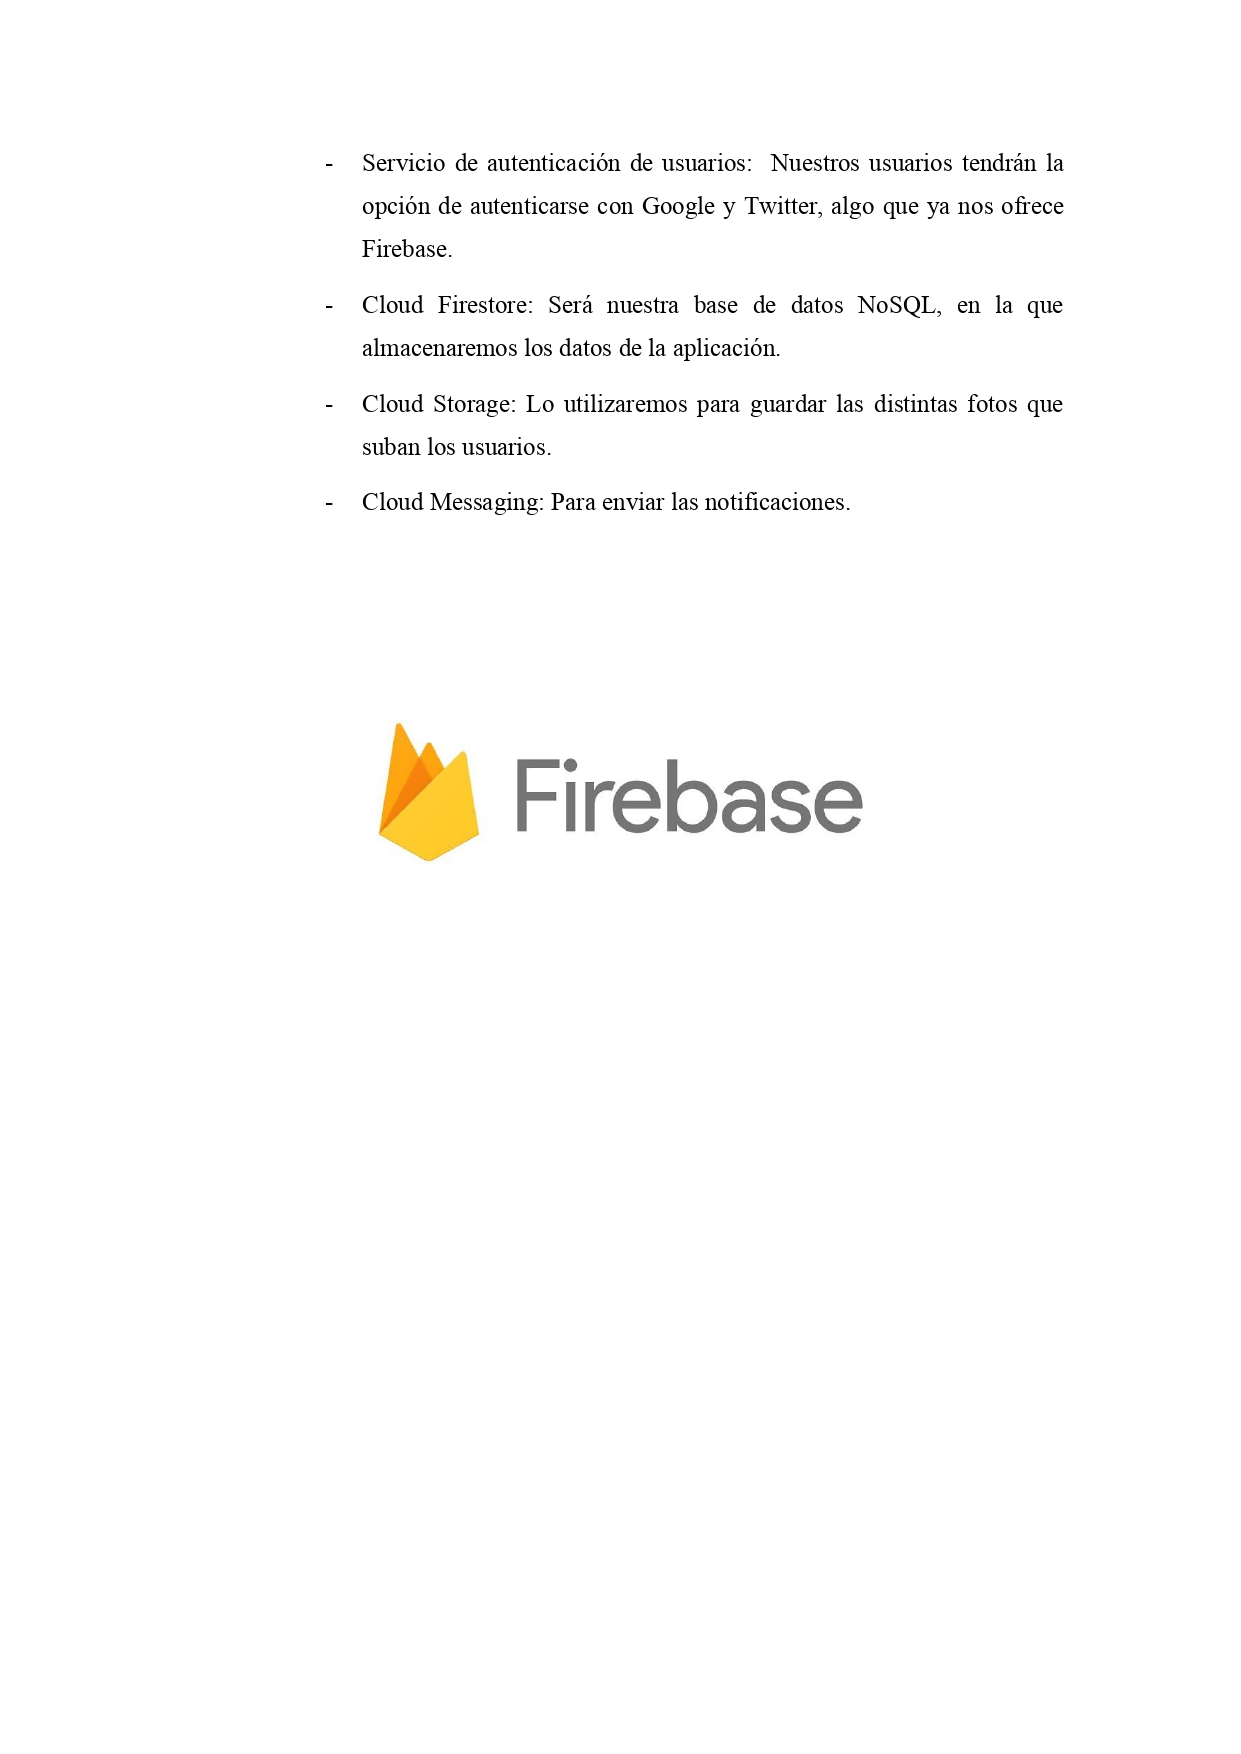 - Servicio de autenticación de usuarios:  Nuestros usuarios tendrán la
opción de autenticarse con Google y Twitter, algo que ya nos ofrece
Firebase.
- Cloud Firestore: Será nuestra base de datos NoSQL, en la que
almacenaremos los datos de la aplicación.
- Cloud Storage: Lo utilizaremos para guardar las distintas fotos que
suban los usuarios.
- Cloud Messaging: Para enviar las notificaciones.
Firebase